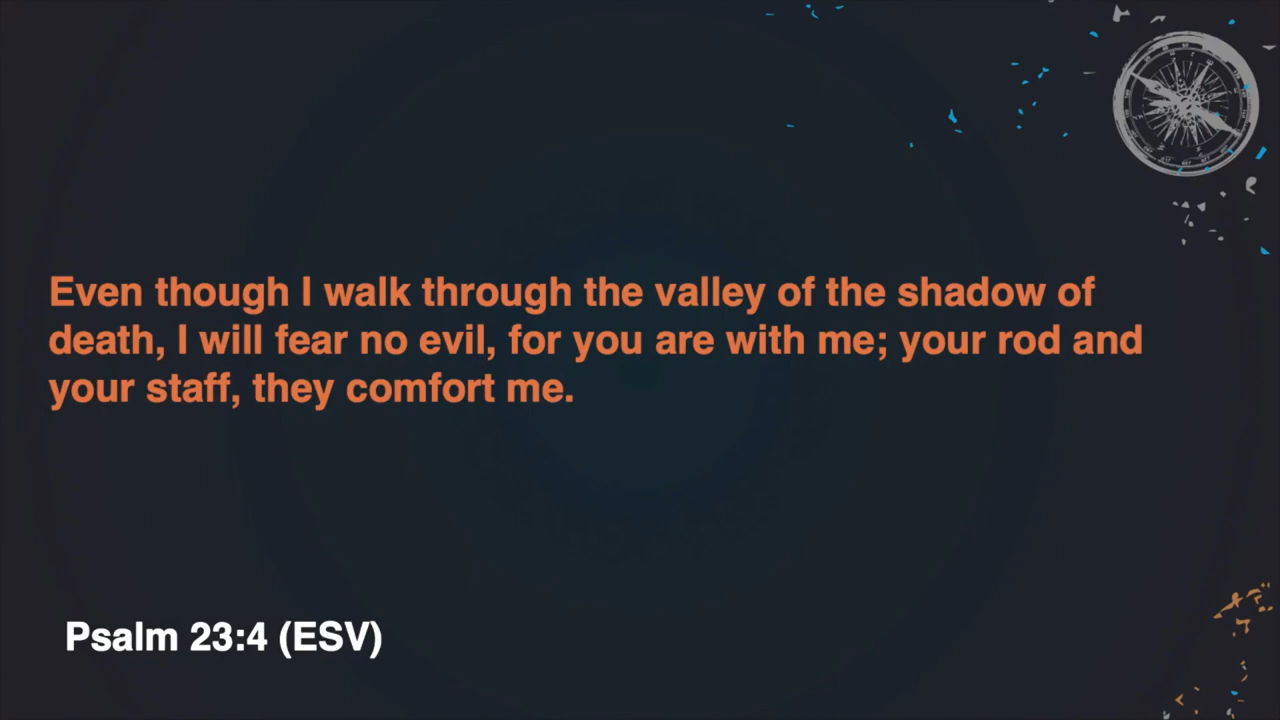 Even though I walk through the valley of the shadow of
death, I will fear no evil, for you are with me; your rod and
your staff, they comfort me.
Psalm 23:4 (ESV)